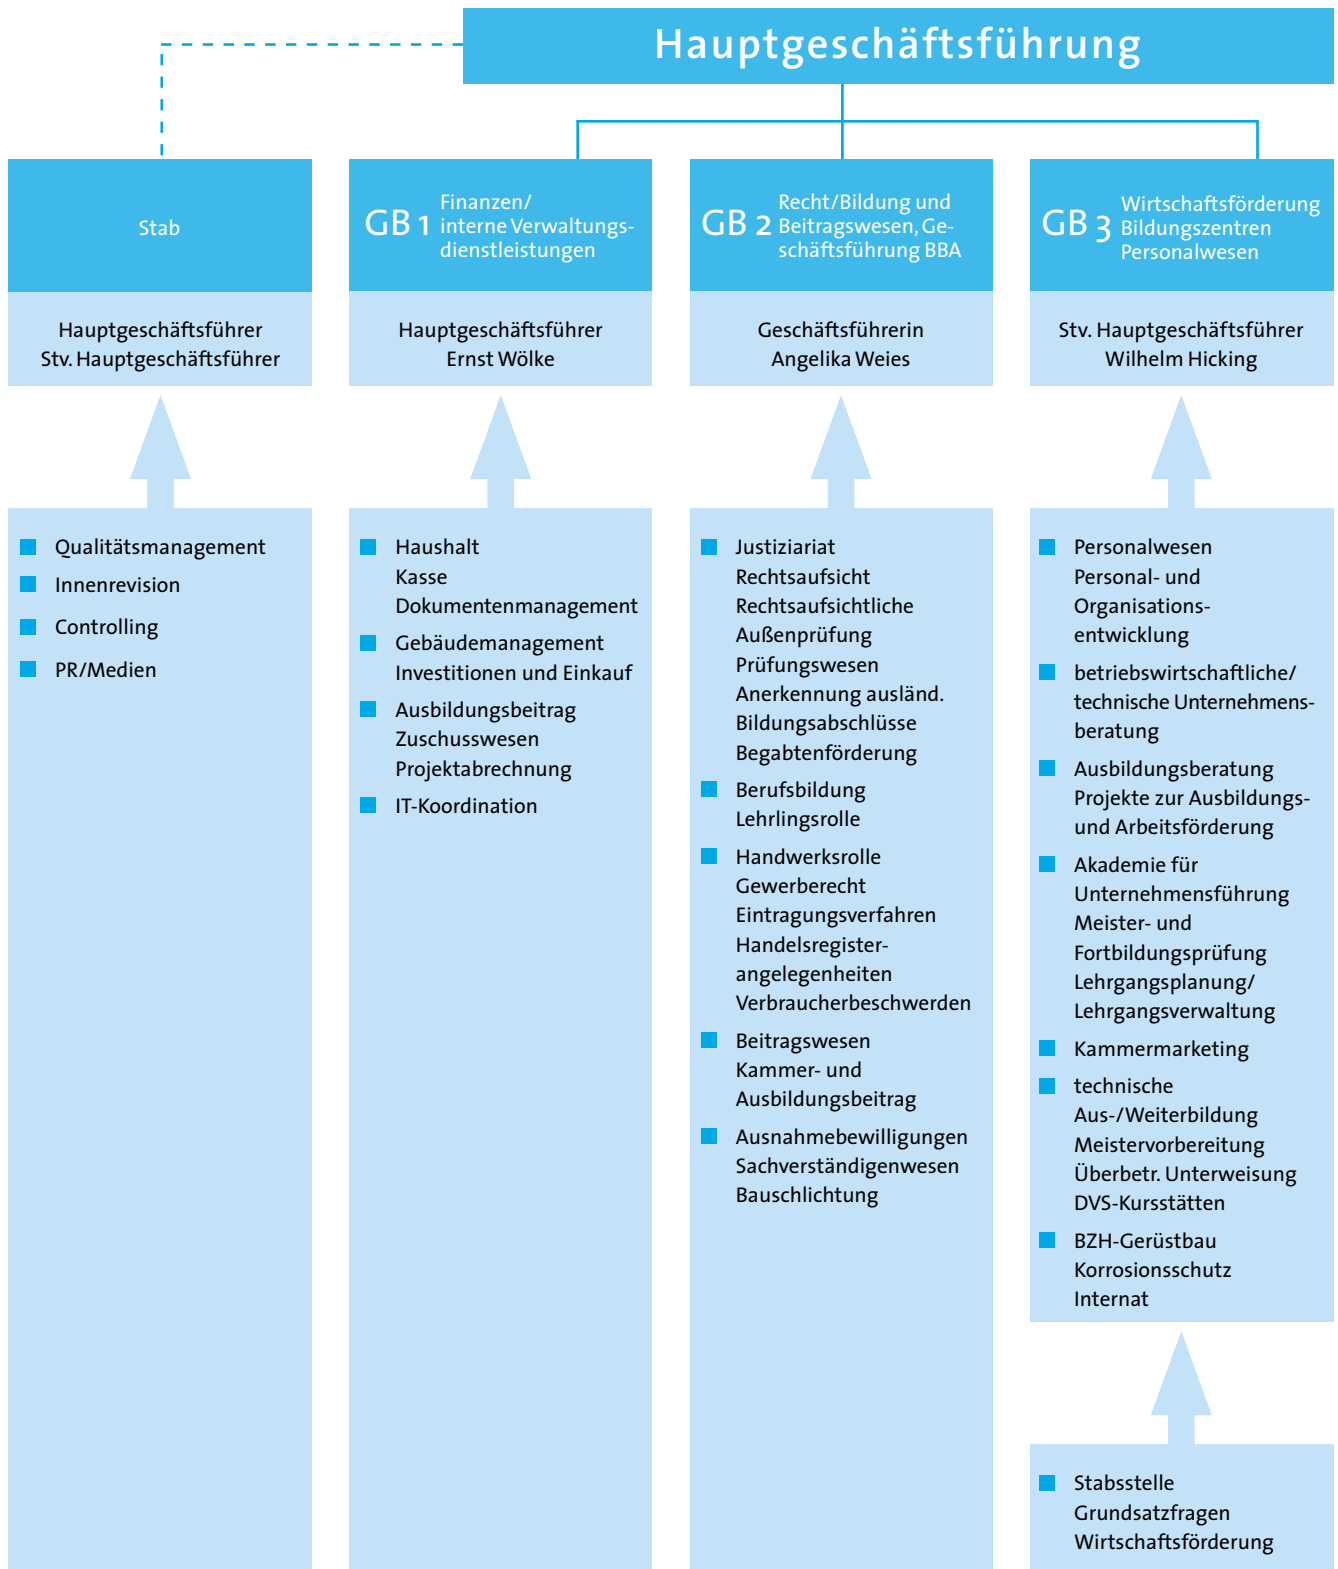 Hauptgeschäftsführung
Stab
Hauptgeschäftsführer
Stv. Hauptgeschäftsführer
Qualitätsmanagement
Innenrevision
Controlling
PR/Medien
GB 1
Finanzen/
interne Verwaltungs-
dienstleistungen
Hauptgeschäftsführer
Ernst Wölke
Haushalt
Kasse
Dokumentenmanagement
Gebäudemanagement
Investitionen und Einkauf
Ausbildungsbeitrag
Zuschusswesen
Projektabrechnung
IT-Koordination
GB 2
Recht/Bildung und
Beitragswesen, Ge-
schäftsführung BBA
Geschäftsführerin
Angelika Weies
Justiziariat
Rechtsaufsicht
Rechtsaufsichtliche
Außenprüfung
Prüfungswesen
Anerkennung ausländ.
Bildungsabschlüsse
Begabtenförderung
Berufsbildung
Lehrlingsrolle
Handwerksrolle
Gewerberecht
Eintragungsverfahren
Handelsregister-
angelegenheiten
Verbraucherbeschwerden
Beitragswesen
Kammer- und
Ausbildungsbeitrag
Ausnahmebewilligungen
Sachverständigenwesen
Bauschlichtung
GB 3
Wirtschaftsförderung
Bildungszentren
Personalwesen
Stv. Hauptgeschäftsführer
Wilhelm Hicking
Personalwesen
Personal- und
Organisations-
entwicklung
betriebswirtschaftliche/
technische Unternehmens-
beratung
Ausbildungsberatung
Projekte zur Ausbildungs-
und Arbeitsförderung
Akademie für
Unternehmensführung
Meister- und
Fortbildungsprüfung
Lehrgangsplanung/
Lehrgangsverwaltung
Kammermarketing
technische
Aus-/Weiterbildung
Meistervorbereitung
Überbetr. Unterweisung
DVS-Kursstätten
BZH-Gerüstbau
Korrosionsschutz
Internat
Stabsstelle
Grundsatzfragen
Wirtschaftsförderung